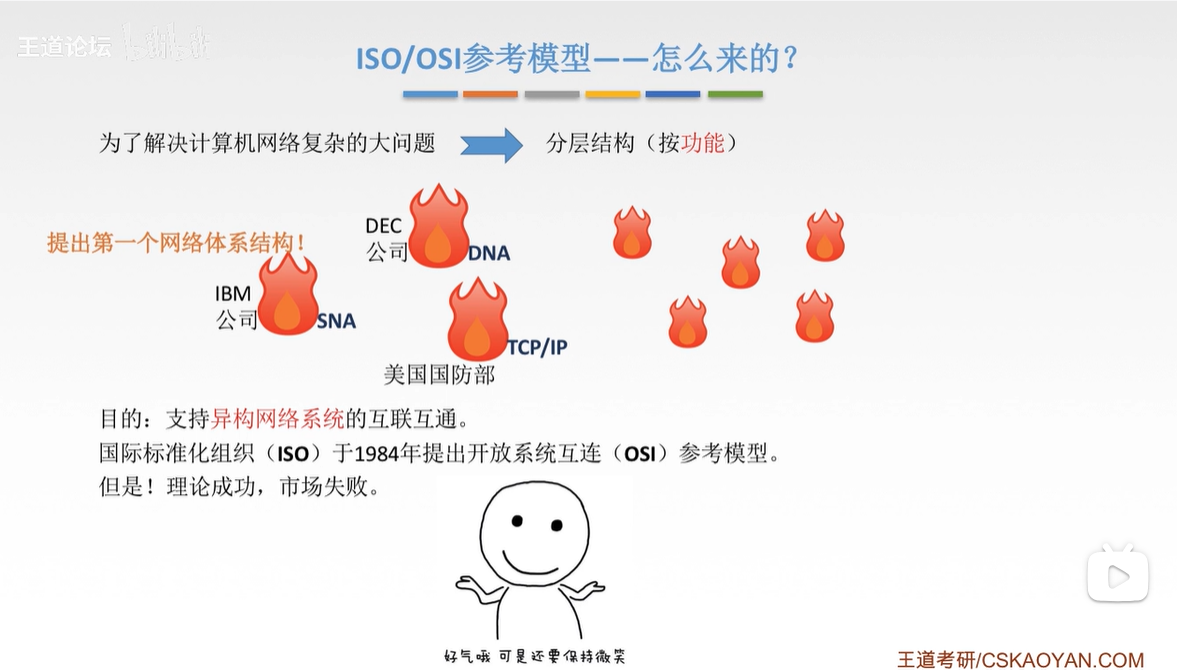 王道论坛 bilibili
ISO/OSI参考模型——怎么来的？
为了解决计算机网络复杂的大问题
分层结构（按功能）
提出第一个网络体系结构！
DEC
公司
DNA
IBM
公司
SNA
TCP/IP
美国国防部
目的：支持异构网络系统的互联互通。
国际标准化组织（ISO）于1984年提出开放系统互连（OSI）参考模型。
但是！理论成功，市场失败。
好气哦 可是还要保持微笑
王道考研/CSKAOYAN.COM